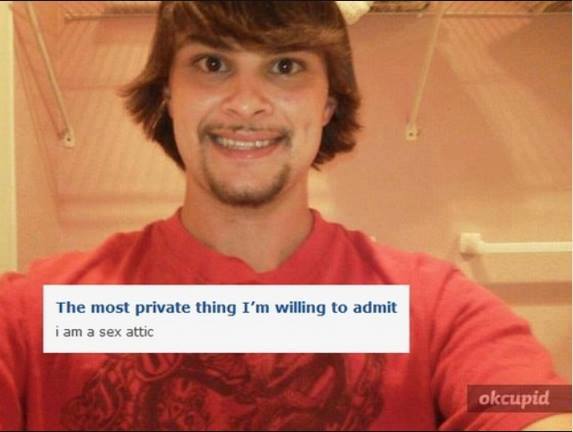 The most private thing I'm willing to admit
i am a sex attic
okcupid